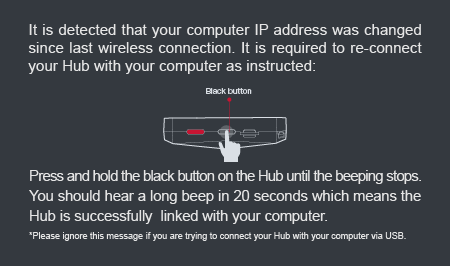 It is detected that your computer IP address was changed
since last wireless connection. It is required to re-connect
your Hub with your computer as instructed:
Black button
Press and hold the black button on the Hub until the beeping stops.
You should hear a long beep in 20 seconds which means the
Hub is successfully  linked with your computer.
*Please ignore this message if you are trying to connect your Hub with your computer via USB.